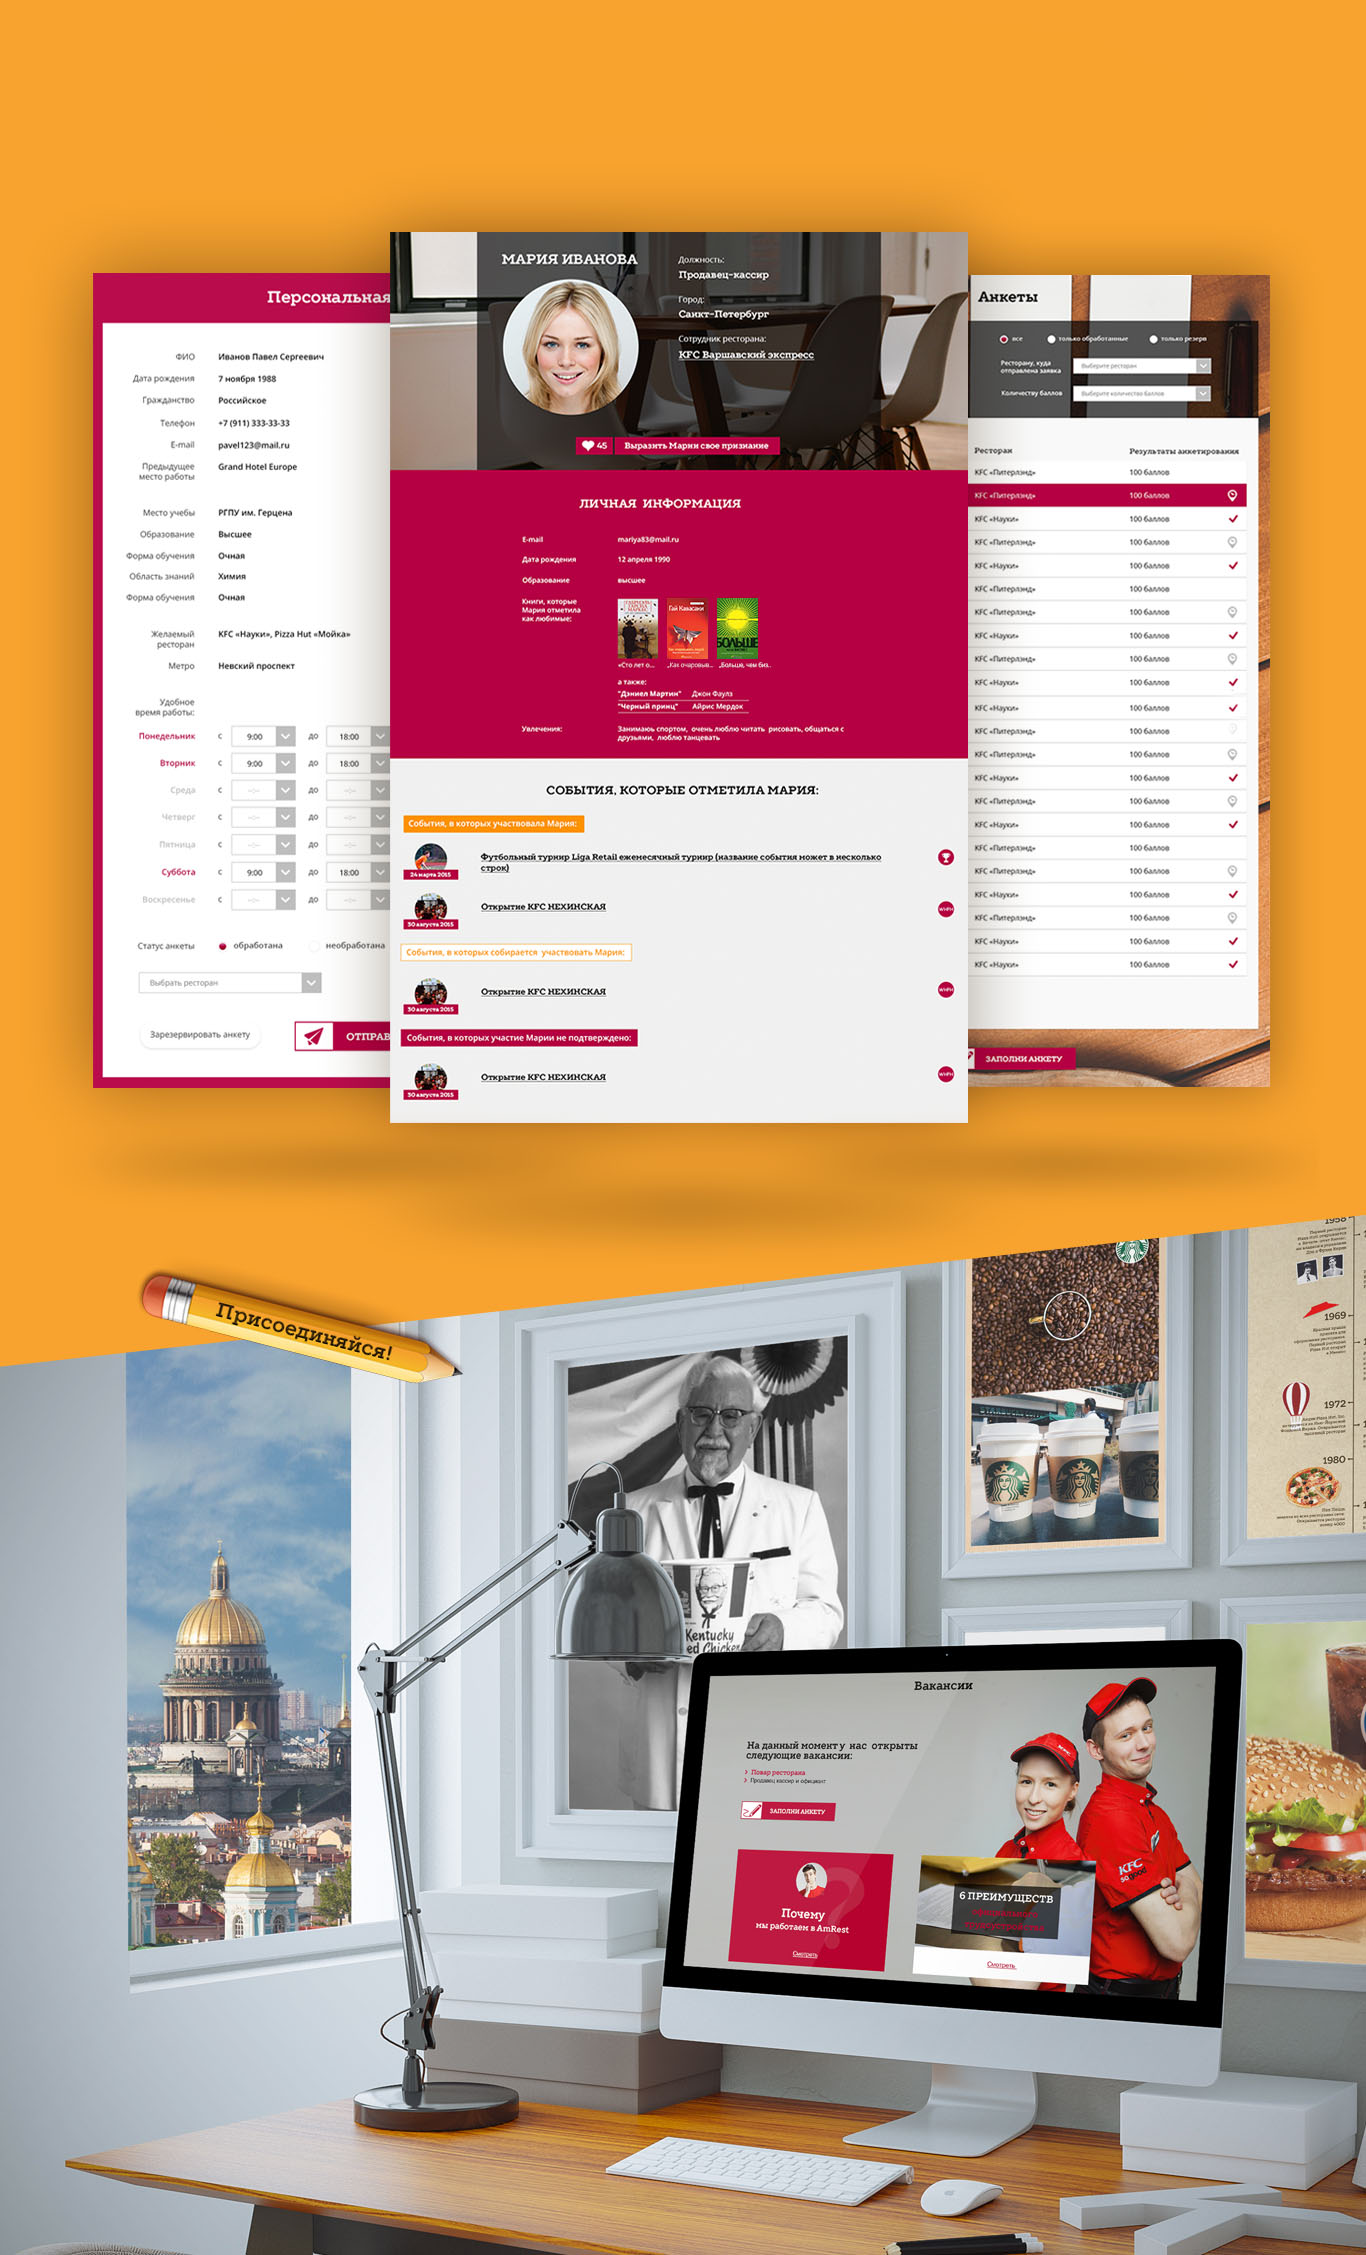 Персональная
ФИО Иванов Павел Сергеевич
Дата рождения 7 ноября 1988
Гражданство Российское
Телефон +7 (911) 333-33-33
E-mail pavel123@mail.ru
Предыдущее Grand Hotel Europe
место работы
Место учебы РГПУ им. Герцена
Образование Высшее
Форма обучения Очная
Область знаний Химия
Форма обучения Очная
Желаемый KFC «Науки», Pizza Hut «Мойка»
ресторан
Метро Невский проспект
Удобное
время работы:
Понедельник с 9:00 до 18:00
Вторник с 9:00 до 18:00
Среда с --:-- до --:--
Четверг с --:-- до --:--
Пятница с --:-- до --:--
Суббота с 9:00 до 18:00
Воскресенье с --:-- до --:--
Статус анкеты обработана необработана
Выбрать ресторан
Зарезервировать анкету ОТПРАВ
МАРИЯ ИВАНОВА
Должность:
Продавец-кассир
Город:
Санкт-Петербург
Сотрудник ресторана:
KFC Варшавский экспресс
45 Выразить Марии свое признание
ЛИЧНАЯ ИНФОРМАЦИЯ
E-mail mariya83@mail.ru
Дата рождения 12 апреля 1990
Образование высшее
Книги, которые
Мария отметила
как любимые:
Гай Кавасаки
БОЛЬШЕ
«Сто лет о... „Как очаровыв... „Больше, чем биз..
а также:
"Дэниел Мартин" Джон Фаулз
"Черный принц" Айрис Мердок
Увлечения: Занимаюсь спортом, очень люблю читать рисовать, общаться с
друзьями, люблю танцевать
СОБЫТИЯ, КОТОРЫЕ ОТМЕТИЛА МАРИЯ:
События, в которых участвовала Мария:
Футбольный турнир Liga Retail ежемесячный турнир (название события может в несколько
строк)
24 марта 2015
Открытие KFC НЕХИНСКАЯ
30 августа 2015
События, в которых собирается участвовать Мария:
Открытие KFC НЕХИНСКАЯ
30 августа 2015
События, в которых участие Марии не подтверждено:
Открытие KFC НЕХИНСКАЯ
30 августа 2015
Анкеты
все только обработанные только резерв
Ресторану, куда
отправлена заявка Выберите ресторан
Количеству баллов Выберите количество баллов
Ресторан Результаты анкетирования
KFC «Питерлэнд» 100 баллов
KFC «Питерлэнд» 100 баллов
KFC «Науки» 100 баллов
KFC «Питерлэнд» 100 баллов
KFC «Науки» 100 баллов
KFC «Питерлэнд» 100 баллов
KFC «Питерлэнд» 100 баллов
KFC «Науки» 100 баллов
KFC «Питерлэнд» 100 баллов
KFC «Науки» 100 баллов
KFC «Науки» 100 баллов
KFC «Питерлэнд» 100 баллов
KFC «Питерлэнд» 100 баллов
KFC «Науки» 100 баллов
KFC «Питерлэнд» 100 баллов
KFC «Науки» 100 баллов
KFC «Питерлэнд» 100 баллов
KFC «Питерлэнд» 100 баллов
KFC «Науки» 100 баллов
KFC «Питерлэнд» 100 баллов
KFC «Науки» 100 баллов
KFC «Науки» 100 баллов
ЗАПОЛНИ АНКЕТУ
Присоединяйся!
1958
1969
1972
1980
Kentucky
ed Chicken
Вакансии
На данный момент у нас открыты
следующие вакансии:
Повар ресторана
Продавец кассир и официант
ЗАПОЛНИ АНКЕТУ
KFC
so good
Почему
мы работаем в AmRest
Смотреть
6 ПРЕИМУЩЕСТВ
Смотреть